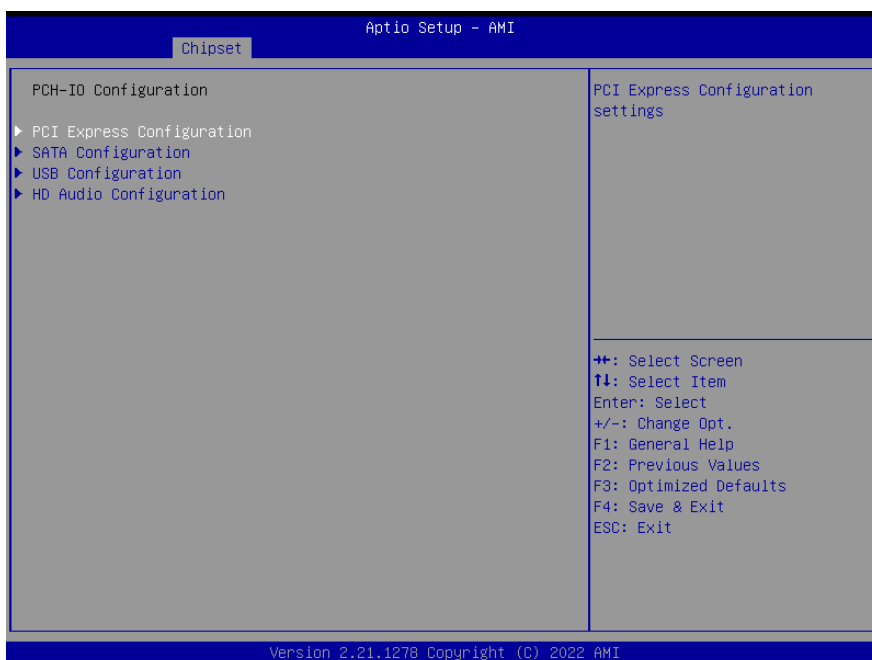 Aptio Setup – AMI
Chipset
PCH-IO Configuration
PCI Express Configuration
SATA Configuration
USB Configuration
HD Audio Configuration
PCI Express Configuration
settings
→←: Select Screen
↑↓: Select Item
Enter: Select
+/-: Change Opt.
F1: General Help
F2: Previous Values
F3: Optimized Defaults
F4: Save & Exit
ESC: Exit
Version 2.21.1278 Copyright (C) 2022 AMI